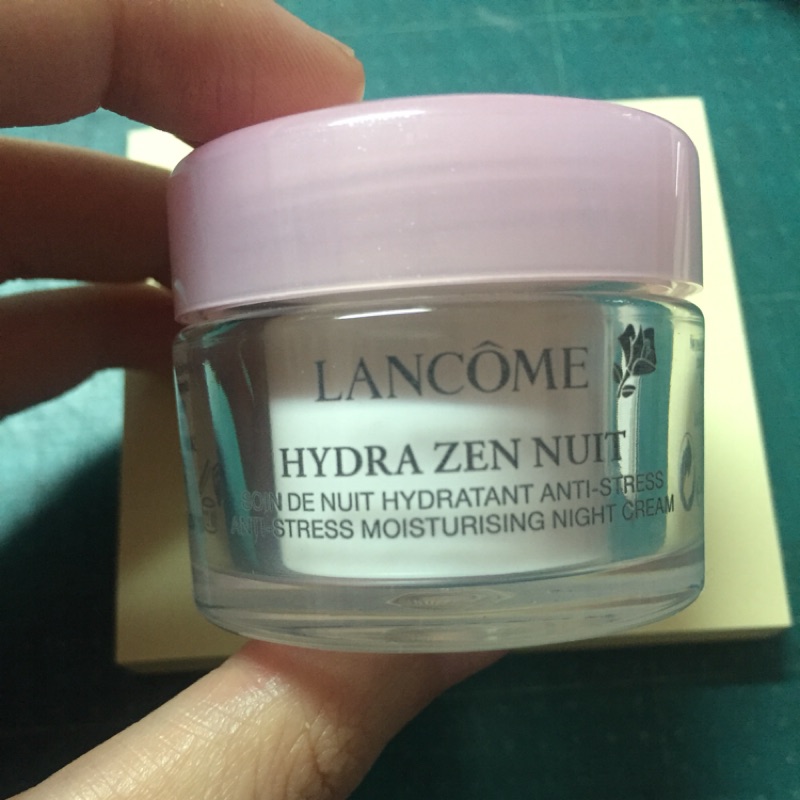 LANCÔME
HYDRA ZEN NUIT
SOIN DE NUIT HYDRATANT ANTI-STRESS
ANTI-STRESS MOISTURISING NIGHT CREAM